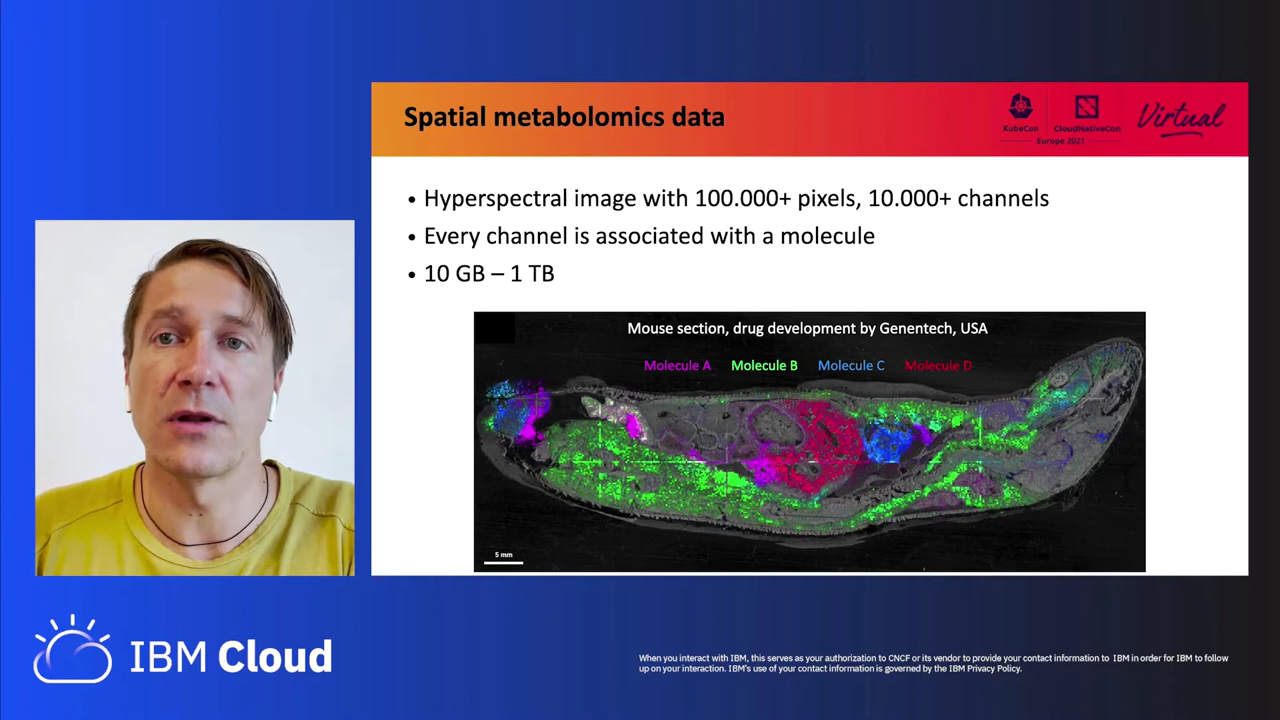 Spatial metabolomics data
KubeCon
CloudNativeCon
Europe 2021
Virtual
• Hyperspectral image with 100.000+ pixels, 10.000+ channels
• Every channel is associated with a molecule
• 10 GB – 1 TB
Mouse section, drug development by Genentech, USA
Molecule A Molecule B Molecule C Molecule D
5 mm
IBM Cloud
When you interact with IBM, this serves as your authorization to CNCF or its vendor to provide your contact information to IBM in order for IBM to follow
up on your interaction. IBM's use of your contact information is governed by the IBM Privacy Policy.